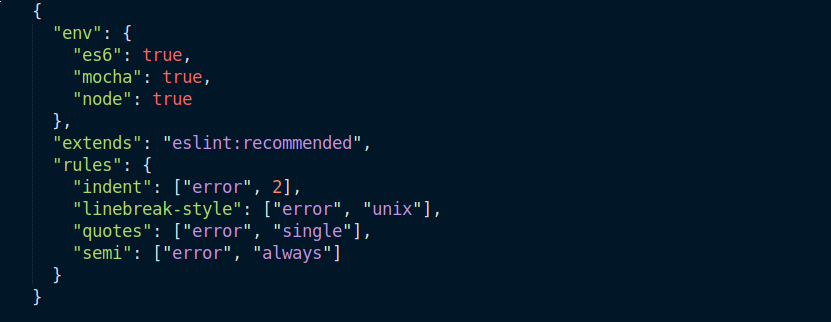 {
  "env": {
    "es6": true,
    "mocha": true,
    "node": true
  },
  "extends": "eslint:recommended",
  "rules": {
    "indent": ["error", 2],
    "linebreak-style": ["error", "unix"],
    "quotes": ["error", "single"],
    "semi": ["error", "always"]
  }
}